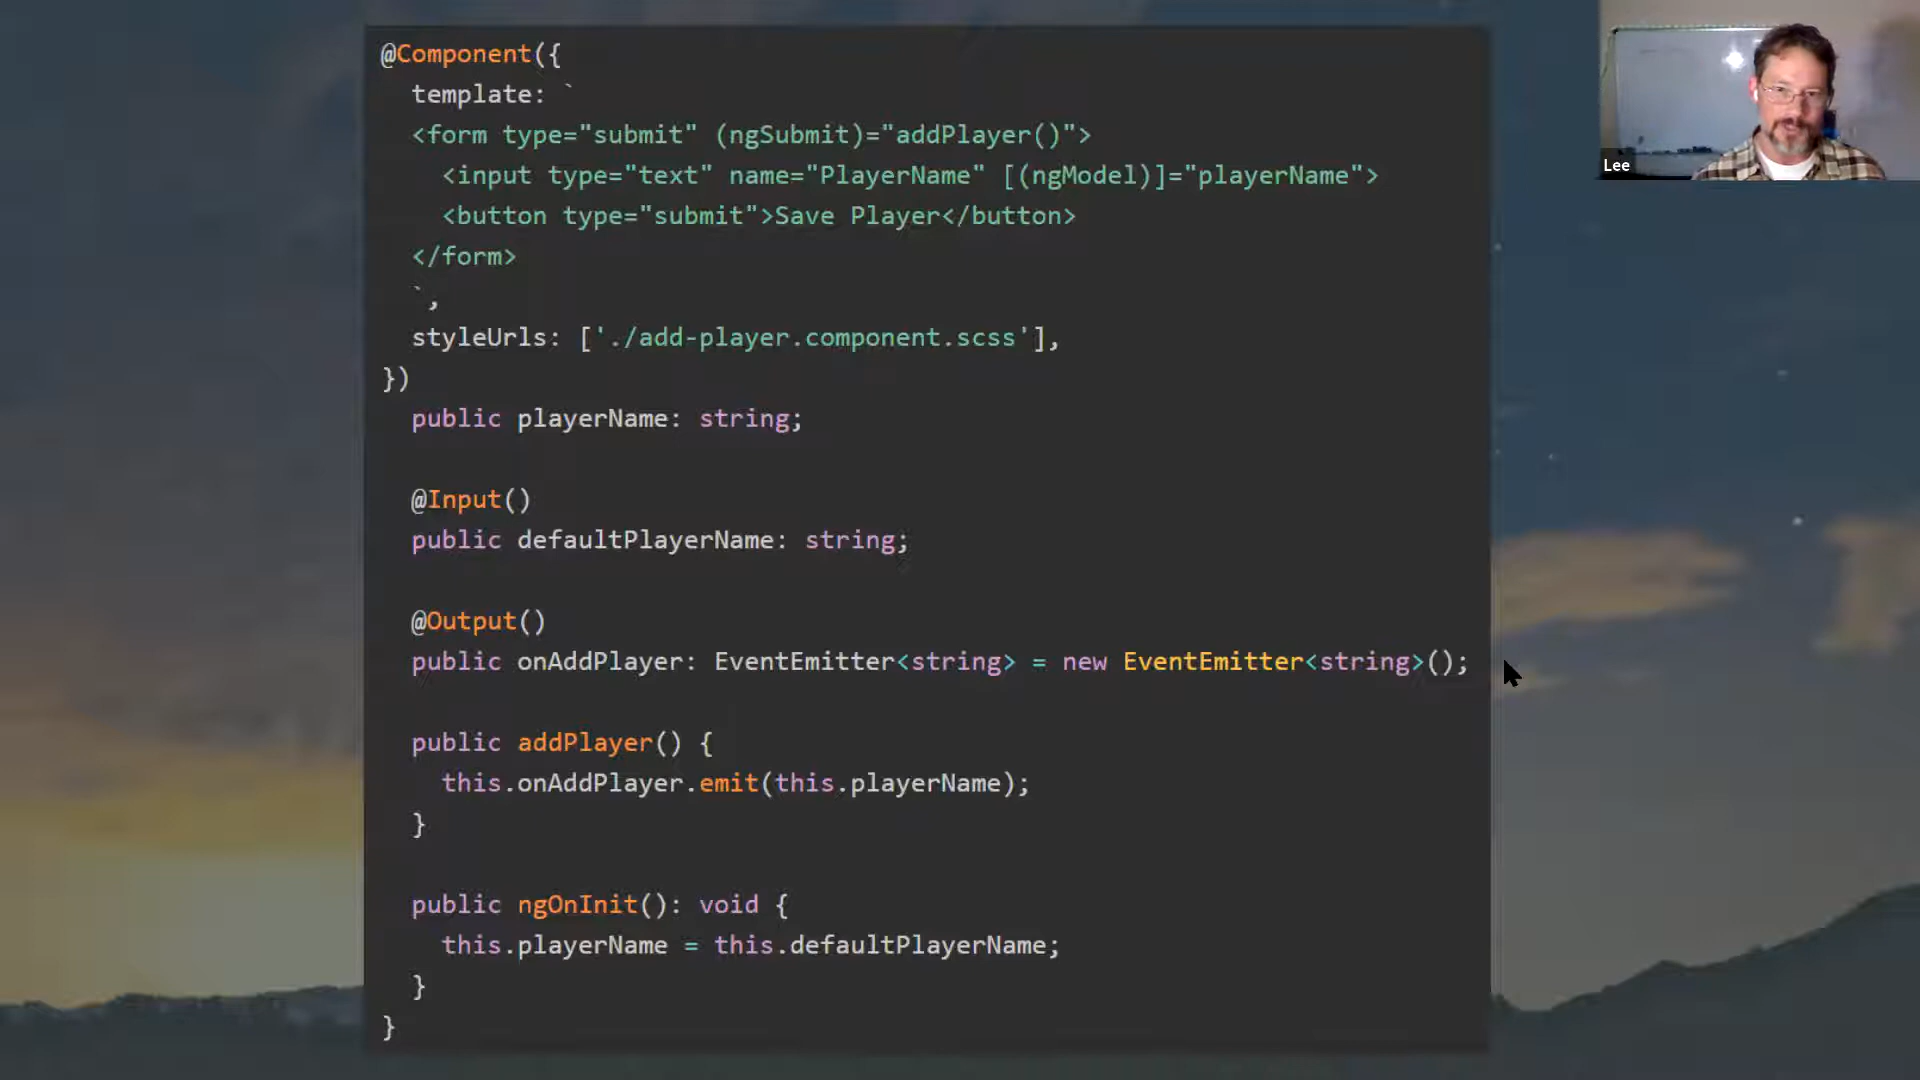 @Component({
  template: `
  <form type="submit" (ngSubmit)="addPlayer()">
    <input type="text" name="PlayerName" [(ngModel)]="playerName">
    <button type="submit">Save Player</button>
  </form>
  `,
  styleUrls: ['./add-player.component.scss'],
})
  public playerName: string;
  @Input()
  public defaultPlayerName: string;
  @Output()
  public onAddPlayer: EventEmitter<string> = new EventEmitter<string>();
  public addPlayer() {
    this.onAddPlayer.emit(this.playerName);
  }
  public ngOnInit(): void {
    this.playerName = this.defaultPlayerName;
  }
}
Lee